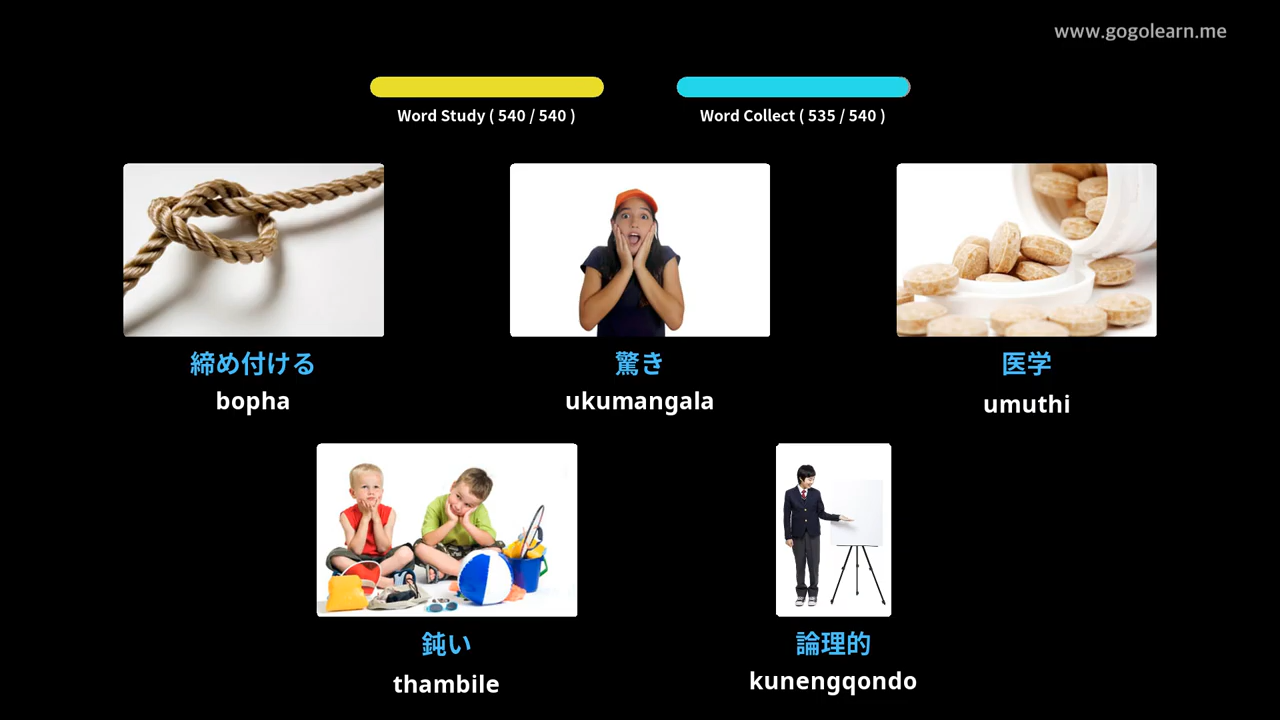 www.gogolearn.me
Word Study ( 540 / 540 )
Word Collect ( 535 / 540 )
締め付ける
bopha
驚き
ukumangala
医学
umuthi
鈍い
thambile
論理的
kunengqondo